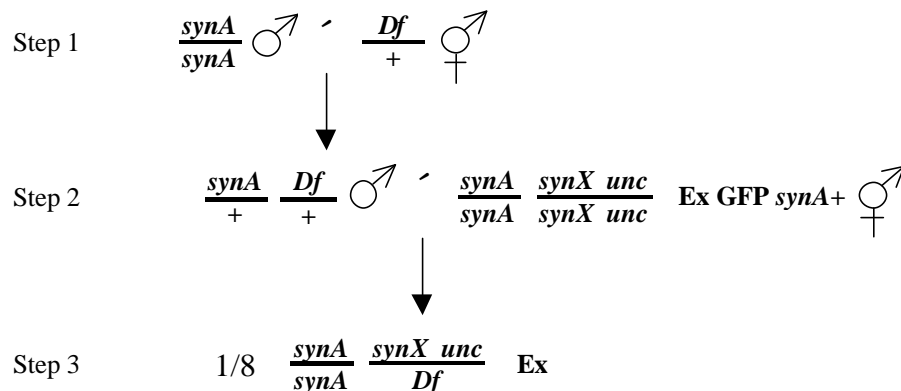 Step 1 synA ´ Df
synA +
Step 2 synA Df ´ synA synX unc Ex GFP synA+
+ + synA synX unc
Step 3 1/8 synA synX unc Ex
synA Df